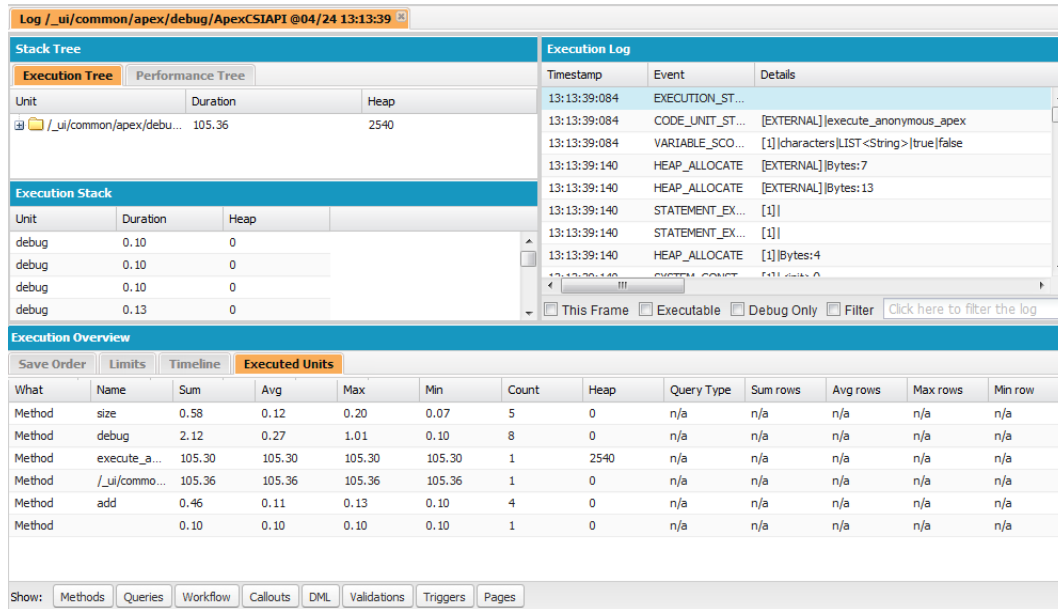 Log /_ui/common/apex/debug/ApexCSIAPI @04/24 13:13:39
Stack Tree
Execution Tree Performance Tree
Unit Duration Heap
/_ui/common/apex/debu... 105.36 2540
Execution Stack
Unit Duration Heap
debug 0.10 0
debug 0.10 0
debug 0.10 0
debug 0.13 0
Execution Log
Timestamp Event Details
13:13:39:084 EXECUTION_ST...
13:13:39:084 CODE_UNIT_ST... [EXTERNAL]|execute_anonymous_apex
13:13:39:084 VARIABLE_SCO... [1]|characters|LIST<String>|true|false
13:13:39:140 HEAP_ALLOCATE [EXTERNAL]|Bytes:7
13:13:39:140 HEAP_ALLOCATE [EXTERNAL]|Bytes:13
13:13:39:140 STATEMENT_EX... [1]|
13:13:39:140 STATEMENT_EX... [1]|
13:13:39:140 HEAP_ALLOCATE [1]|Bytes:4
This Frame Executable Debug Only Filter Click here to filter the log
Execution Overview
Save Order Limits Timeline Executed Units
What Name Sum Avg Max Min Count Heap Query Type Sum rows Avg rows Max rows Min row
Method size 0.58 0.12 0.20 0.07 5 0 n/a n/a n/a n/a n/a
Method debug 2.12 0.27 1.01 0.10 8 0 n/a n/a n/a n/a n/a
Method execute_a... 105.30 105.30 105.30 105.30 1 2540 n/a n/a n/a n/a n/a
Method /_ui/commo... 105.36 105.36 105.36 105.36 1 0 n/a n/a n/a n/a n/a
Method add 0.46 0.11 0.13 0.10 4 0 n/a n/a n/a n/a n/a
Method 0.10 0.10 0.10 0.10 1 0 n/a n/a n/a n/a n/a
Show: Methods Queries Workflow Callouts DML Validations Triggers Pages